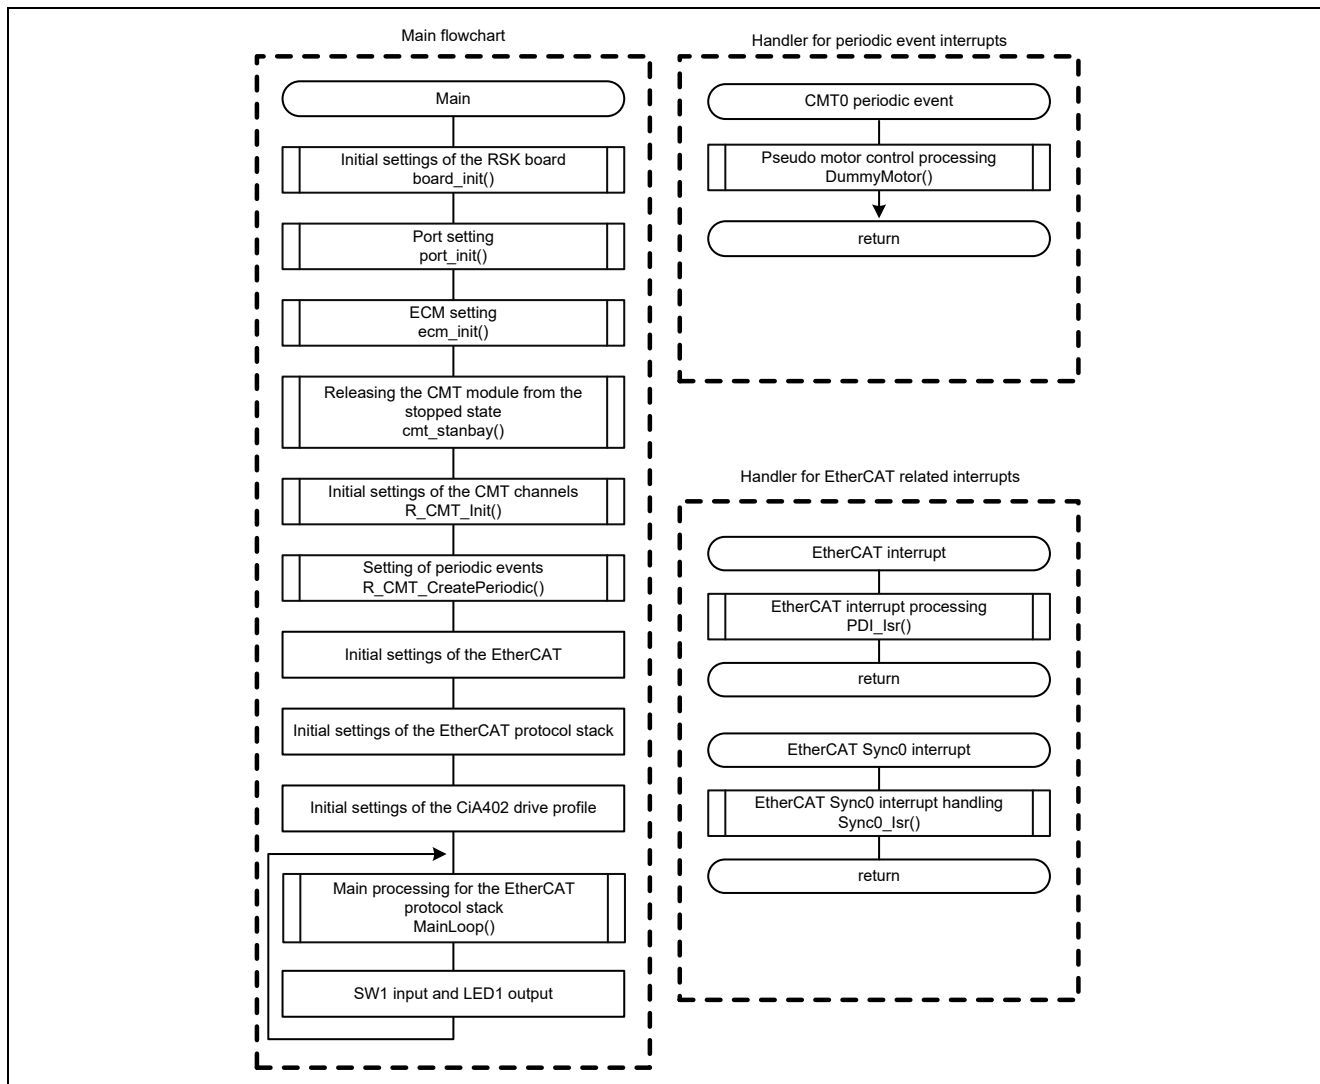 Main flowchart
Main
Initial settings of the RSK board
board_init()
Port setting
port_init()
ECM setting
ecm_init()
Releasing the CMT module from the
stopped state
cmt_stanbay()
Initial settings of the CMT channels
R_CMT_Init()
Setting of periodic events
R_CMT_CreatePeriodic()
Initial settings of the EtherCAT
Initial settings of the EtherCAT protocol stack
Initial settings of the CiA402 drive profile
Main processing for the EtherCAT
protocol stack
MainLoop()
SW1 input and LED1 output
Handler for periodic event interrupts
CMT0 periodic event
Pseudo motor control processing
DummyMotor()
return
Handler for EtherCAT related interrupts
EtherCAT interrupt
EtherCAT interrupt processing
PDI_Isr()
return
EtherCAT Sync0 interrupt
EtherCAT Sync0 interrupt handling
Sync0_Isr()
return